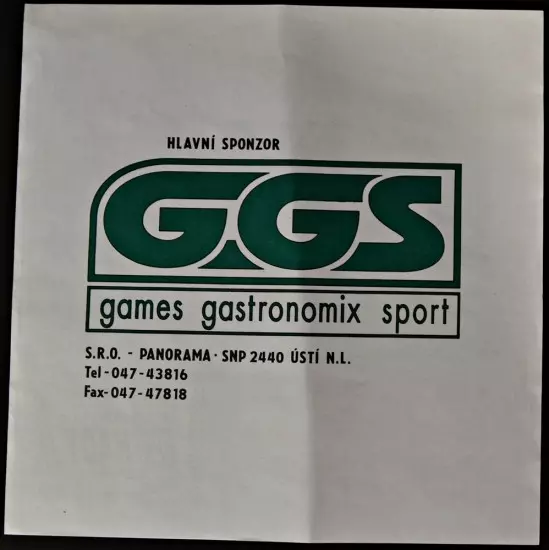 HLAVNÍ SPONZOR
GGS
games gastronomix sport
S.R.O. - PANORAMA · SNP 2440 ÚSTÍ N.L.
Tel-047-43816
Fax-047-47818